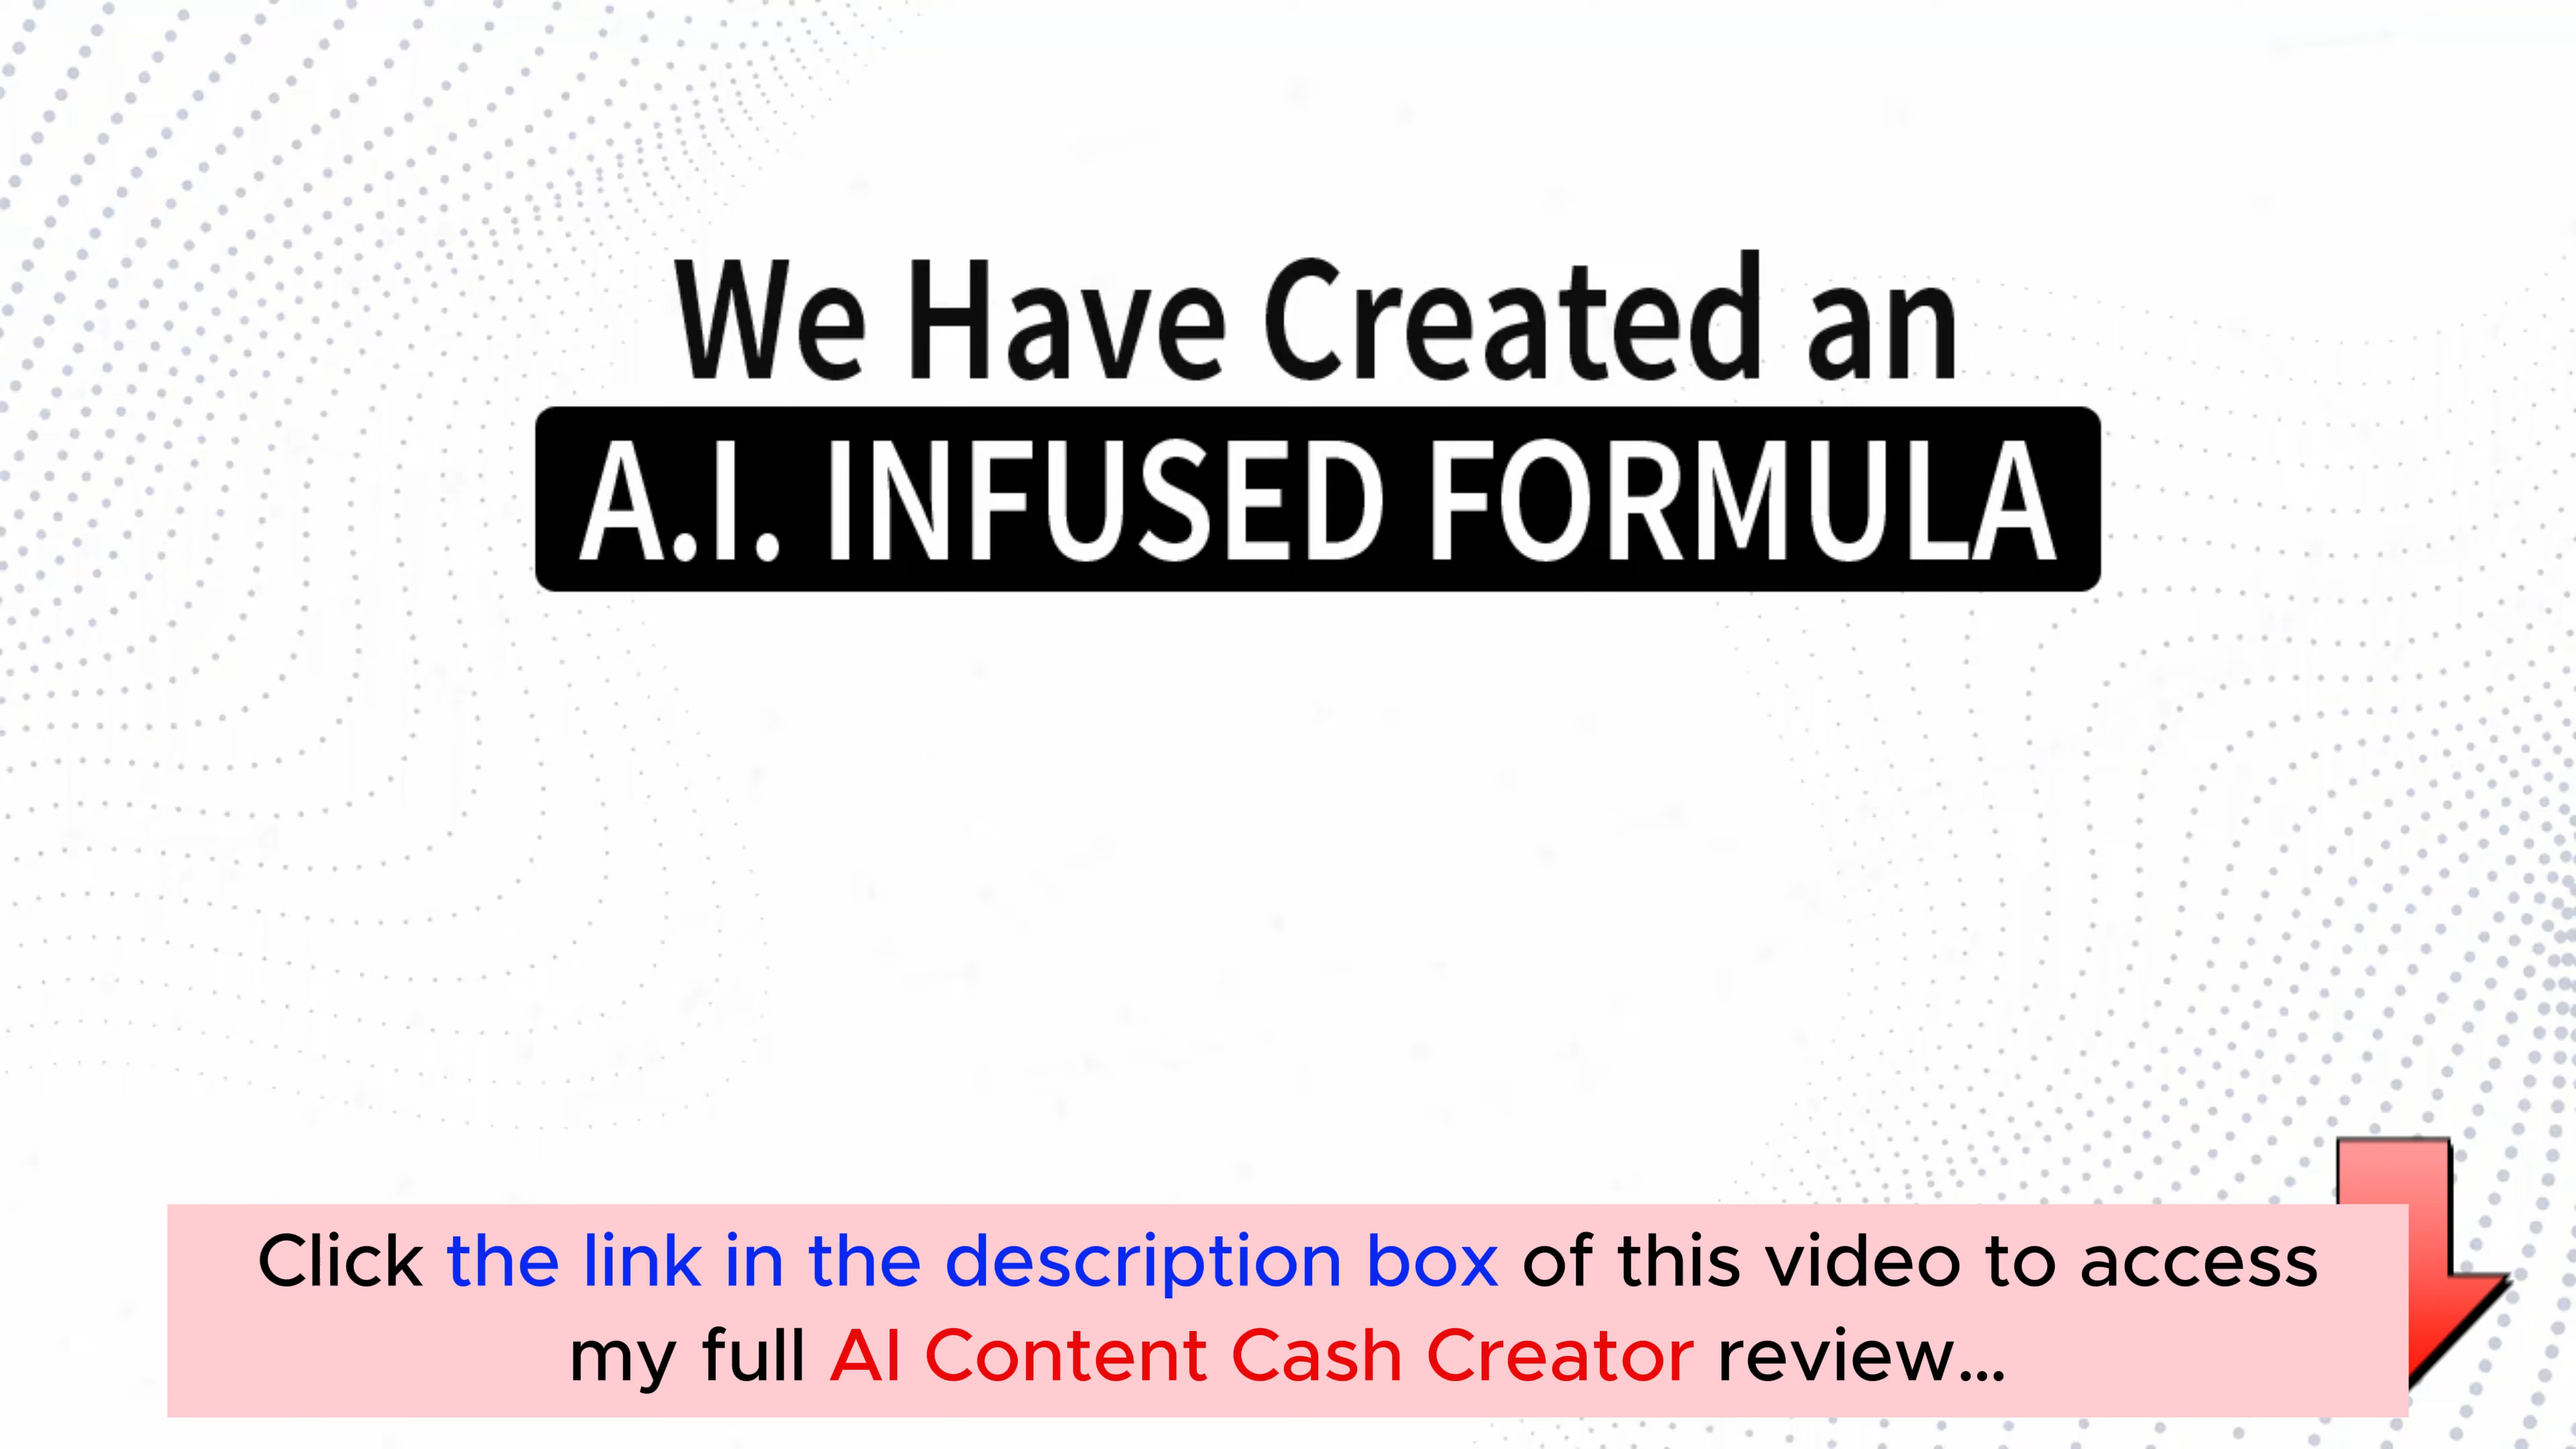 We Have Created an
A.I. INFUSED FORMULA
Click the link in the description box of this video to access
my full AI Content Cash Creator review...